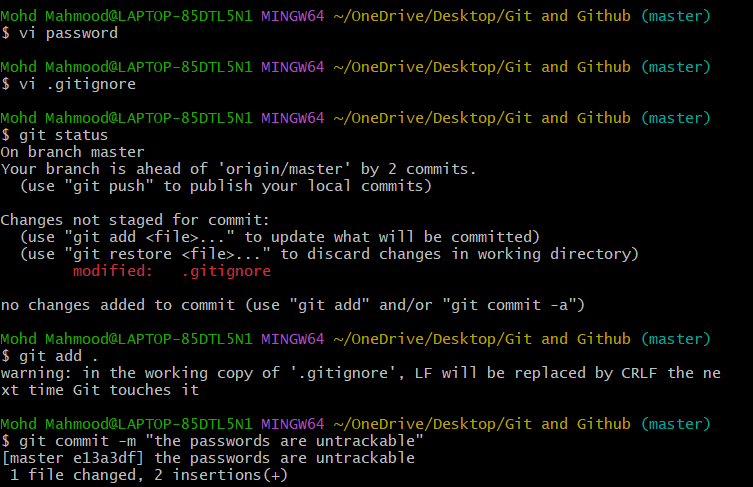 Mohd Mahmood@LAPTOP-85DTL5N1 MINGW64 ~/OneDrive/Desktop/Git and Github (master)
$ vi password
Mohd Mahmood@LAPTOP-85DTL5N1 MINGW64 ~/OneDrive/Desktop/Git and Github (master)
$ vi .gitignore
Mohd Mahmood@LAPTOP-85DTL5N1 MINGW64 ~/OneDrive/Desktop/Git and Github (master)
$ git status
On branch master
Your branch is ahead of 'origin/master' by 2 commits.
  (use "git push" to publish your local commits)
Changes not staged for commit:
  (use "git add <file>..." to update what will be committed)
  (use "git restore <file>..." to discard changes in working directory)
        modified:   .gitignore
no changes added to commit (use "git add" and/or "git commit -a")
Mohd Mahmood@LAPTOP-85DTL5N1 MINGW64 ~/OneDrive/Desktop/Git and Github (master)
$ git add .
warning: in the working copy of '.gitignore', LF will be replaced by CRLF the ne
xt time Git touches it
Mohd Mahmood@LAPTOP-85DTL5N1 MINGW64 ~/OneDrive/Desktop/Git and Github (master)
$ git commit -m "the passwords are untrackable"
[master e13a3df] the passwords are untrackable
 1 file changed, 2 insertions(+)